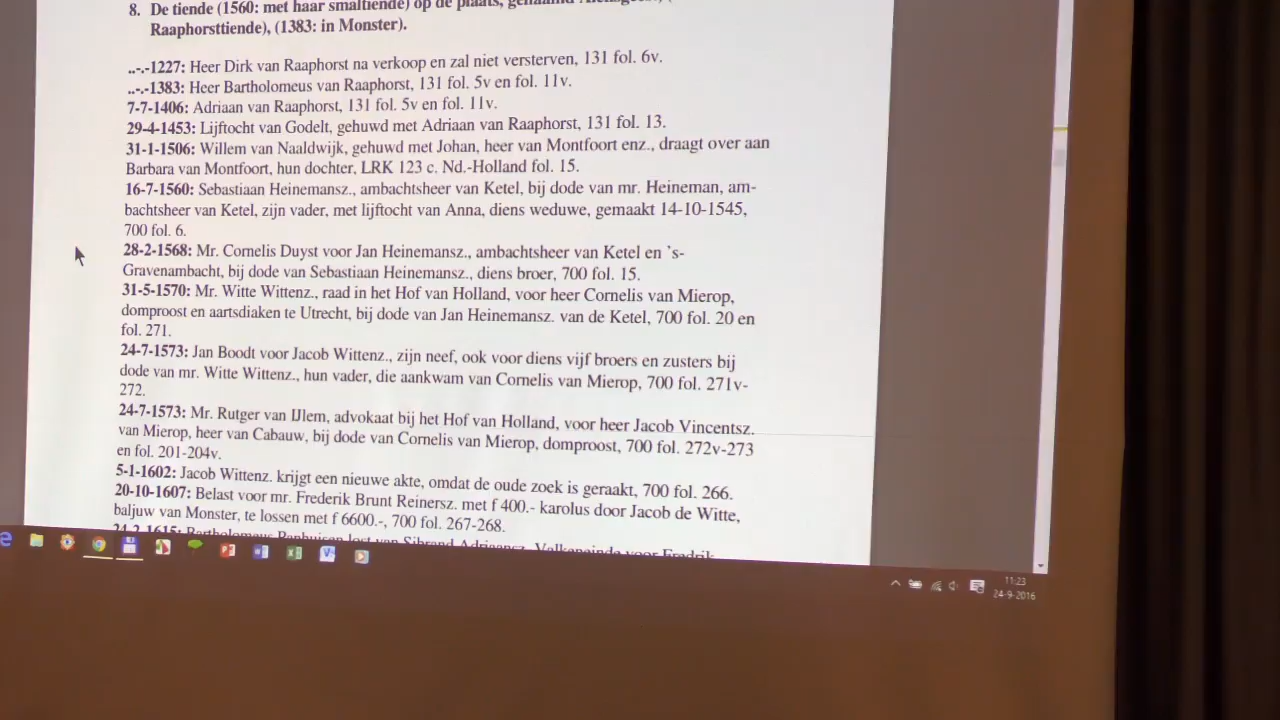 8. De tiende (1560: met haar smaltiende) op de plaats, genaamd
Raaphorsttiende), (1383: in Monster).
..-.-1227: Heer Dirk van Raaphorst na verkoop en zal niet versterven, 131 fol. 6v.
..-.-1383: Heer Bartholomeus van Raaphorst, 131 fol. 5v en fol. 11v.
7-7-1406: Adriaan van Raaphorst, 131 fol. 5v en fol. 11v.
29-4-1453: Lijftocht van Godelt, gehuwd met Adriaan van Raaphorst, 131 fol. 13.
31-1-1506: Willem van Naaldwijk, gehuwd met Johan, heer van Montfoort enz., draagt over aan
Barbara van Montfoort, hun dochter, LRK 123 c. Nd.-Holland fol. 15.
16-7-1560: Sebastiaan Heinemansz., ambachtsheer van Ketel, bij dode van mr. Heineman, am-
bachtsheer van Ketel, zijn vader, met lijftocht van Anna, diens weduwe, gemaakt 14-10-1545,
700 fol. 6.
28-2-1568: Mr. Cornelis Duyst voor Jan Heinemansz., ambachtsheer van Ketel en 's-
Gravenambacht, bij dode van Sebastiaan Heinemansz., diens broer, 700 fol. 15.
31-5-1570: Mr. Witte Wittenz., raad in het Hof van Holland, voor heer Cornelis van Mierop,
domproost en aartsdiaken te Utrecht, bij dode van Jan Heinemansz. van de Ketel, 700 fol. 20 en
fol. 271.
24-7-1573: Jan Boodt voor Jacob Wittenz., zijn neef, ook voor diens vijf broers en zusters bij
dode van mr. Witte Wittenz., hun vader, die aankwam van Cornelis van Mierop, 700 fol. 271v-
272.
24-7-1573: Mr. Rutger van IJlem, advokaat bij het Hof van Holland, voor heer Jacob Vincentsz.
van Mierop, heer van Cabauw, bij dode van Cornelis van Mierop, domproost, 700 fol. 272v-273
en fol. 201-204v.
5-1-1602: Jacob Wittenz. krijgt een nieuwe akte, omdat de oude zoek is geraakt, 700 fol. 266.
20-10-1607: Belast voor mr. Frederik Brunt Reinersz. met f 400.- karolus door Jacob de Witte,
baljuw van Monster, te lossen met f 6600.-, 700 fol. 267-268.
24-2-1615: Bartholomeus Panhuisen lost van Sibrand Adriaansz. voor Fredrik
11:23
24-9-2016